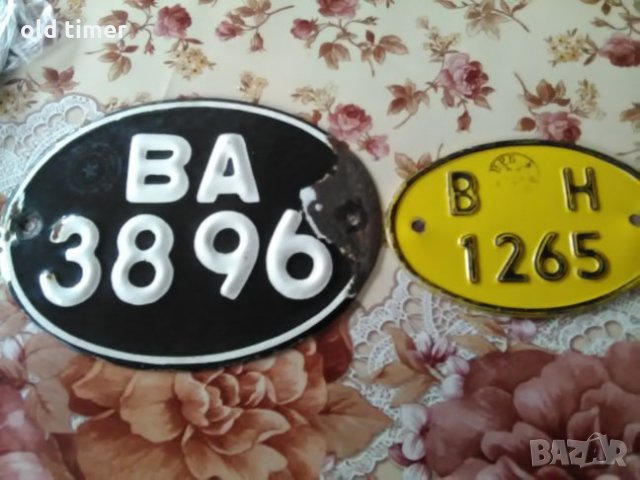 old timer
BA
3896
В Н
1265
BAZAR